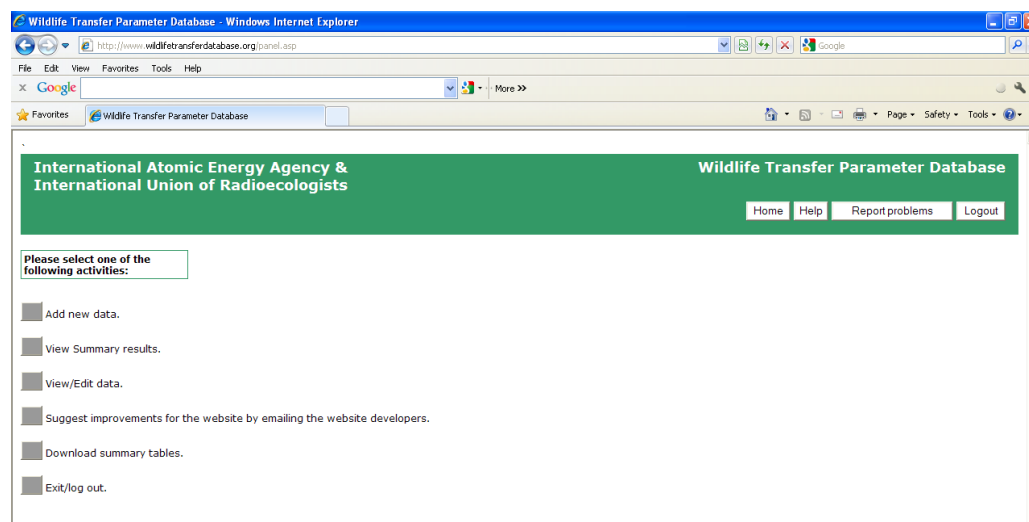 Wildlife Transfer Parameter Database - Windows Internet Explorer
http://www.wildlifetransferdatabase.org/panel.asp
Google
File Edit View Favorites Tools Help
x Google
More >>
Favorites
Wildlife Transfer Parameter Database
Page Safety Tools
International Atomic Energy Agency &
International Union of Radioecologists
Wildlife Transfer Parameter Database
Home Help Report problems Logout
Please select one of the
following activities:
Add new data.
View Summary results.
View/Edit data.
Suggest improvements for the website by emailing the website developers.
Download summary tables.
Exit/log out.